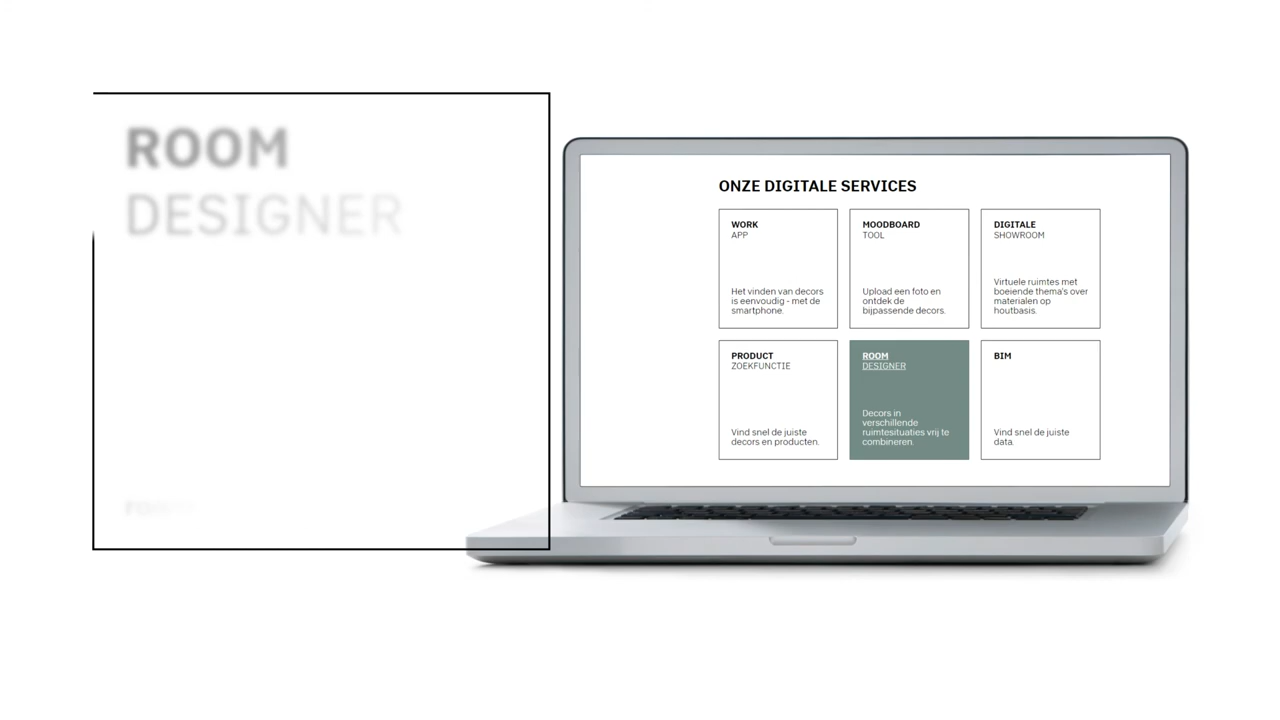 ROOM
DESIGNER
ONZE DIGITALE SERVICES
WORK
APP
Het vinden van decors
is eenvoudig - met de
smartphone.
MOODBOARD
TOOL
Upload een foto en
ontdek de
bijpassende decors.
DIGITALE
SHOWROOM
Virtuele ruimtes met
boeiende thema's over
materialen op
houtbasis.
PRODUCT
ZOEKFUNCTIE
Vind snel de juiste
decors en producten.
ROOM
DESIGNER
Decors in
verschillende
ruimtesituaties vrij te
combineren.
BIM
Vind snel de juiste
data.